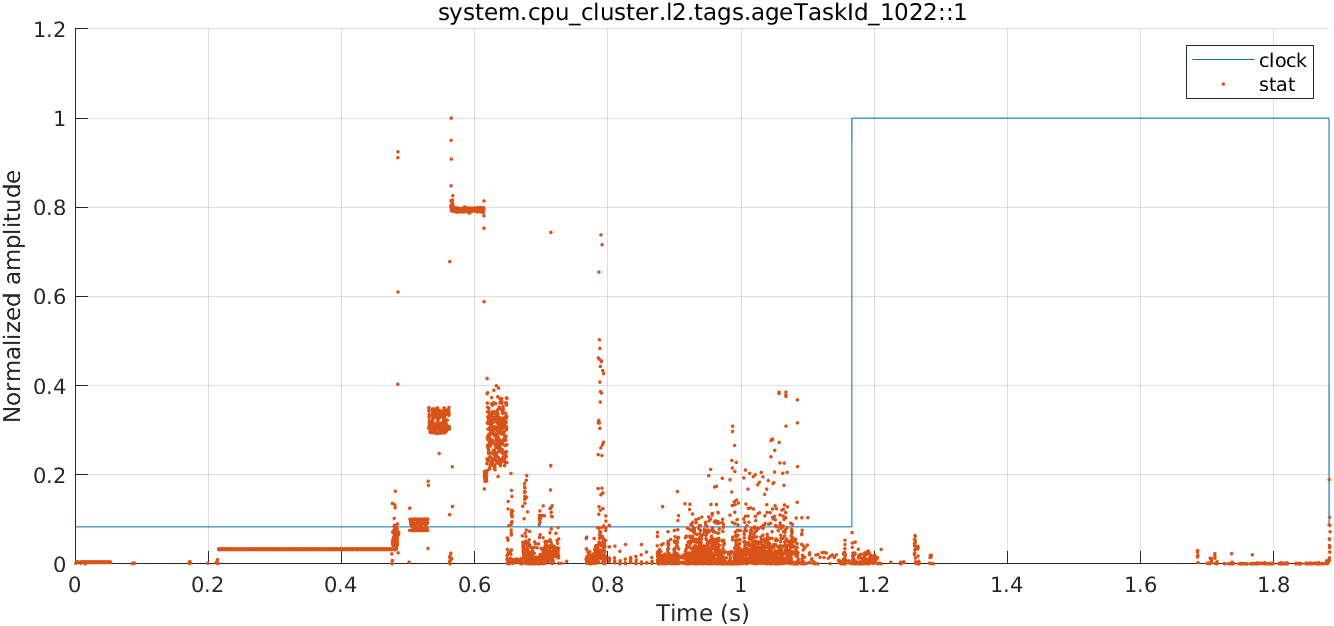 system.cpu_cluster.l2.tags.ageTaskId_1022::1
1.2
1
0.8
0.6
0.4
0.2
0
Normalized amplitude
clock
stat
0 0.2 0.4 0.6 0.8 1 1.2 1.4 1.6 1.8
Time (s)